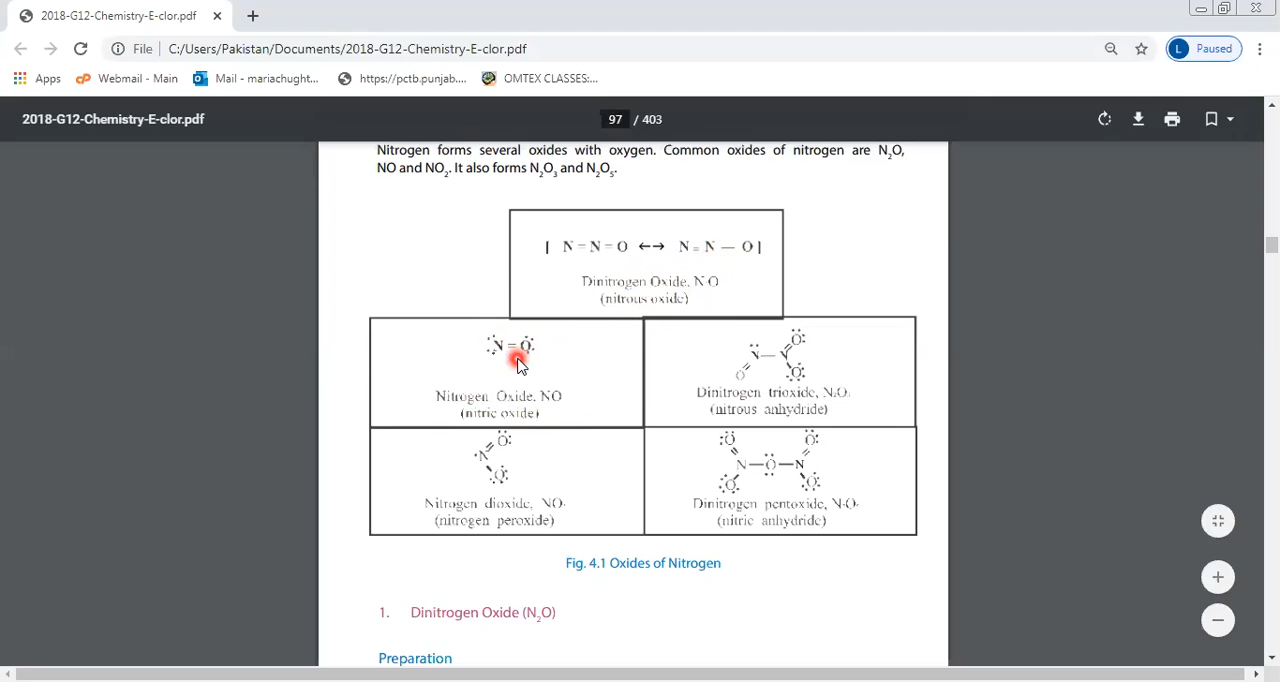 2018-G12-Chemistry-E-clor.pdf
File C:/Users/Pakistan/Documents/2018-G12-Chemistry-E-clor.pdf
L Paused
Apps Webmail - Main Mail - mariachught... https://pctb.punjab.... OMTEX CLASSES:...
2018-G12-Chemistry-E-clor.pdf 97 / 403
Nitrogen forms several oxides with oxygen. Common oxides of nitrogen are N₂O,
NO and NO₂. It also forms N₂O₃ and N₂O₅.
[ N = N = O ↔ N ≡ N — O ]
Dinitrogen Oxide, N₂O
(nitrous oxide)
N = O
Nitrogen Oxide, NO
(nitric oxide)
N — N O O O
Dinitrogen trioxide, N₂O₃
(nitrous anhydride)
N O O
Nitrogen dioxide, NO₂
(nitrogen peroxide)
O O
N — O — N
O O
Dinitrogen pentoxide, N₂O₅
(nitric anhydride)
Fig. 4.1 Oxides of Nitrogen
1. Dinitrogen Oxide (N₂O)
Preparation